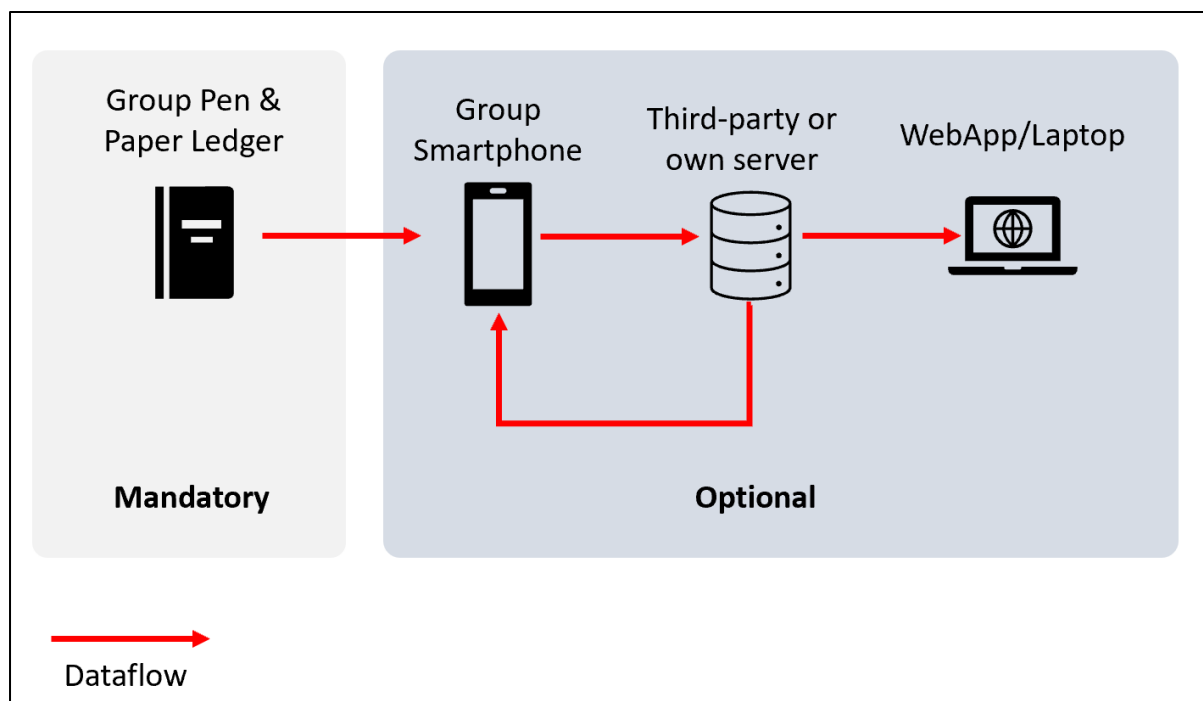 Group Pen &
Paper Ledger
Group
Smartphone
Third-party or
own server
WebApp/Laptop
Mandatory
Optional
Dataflow